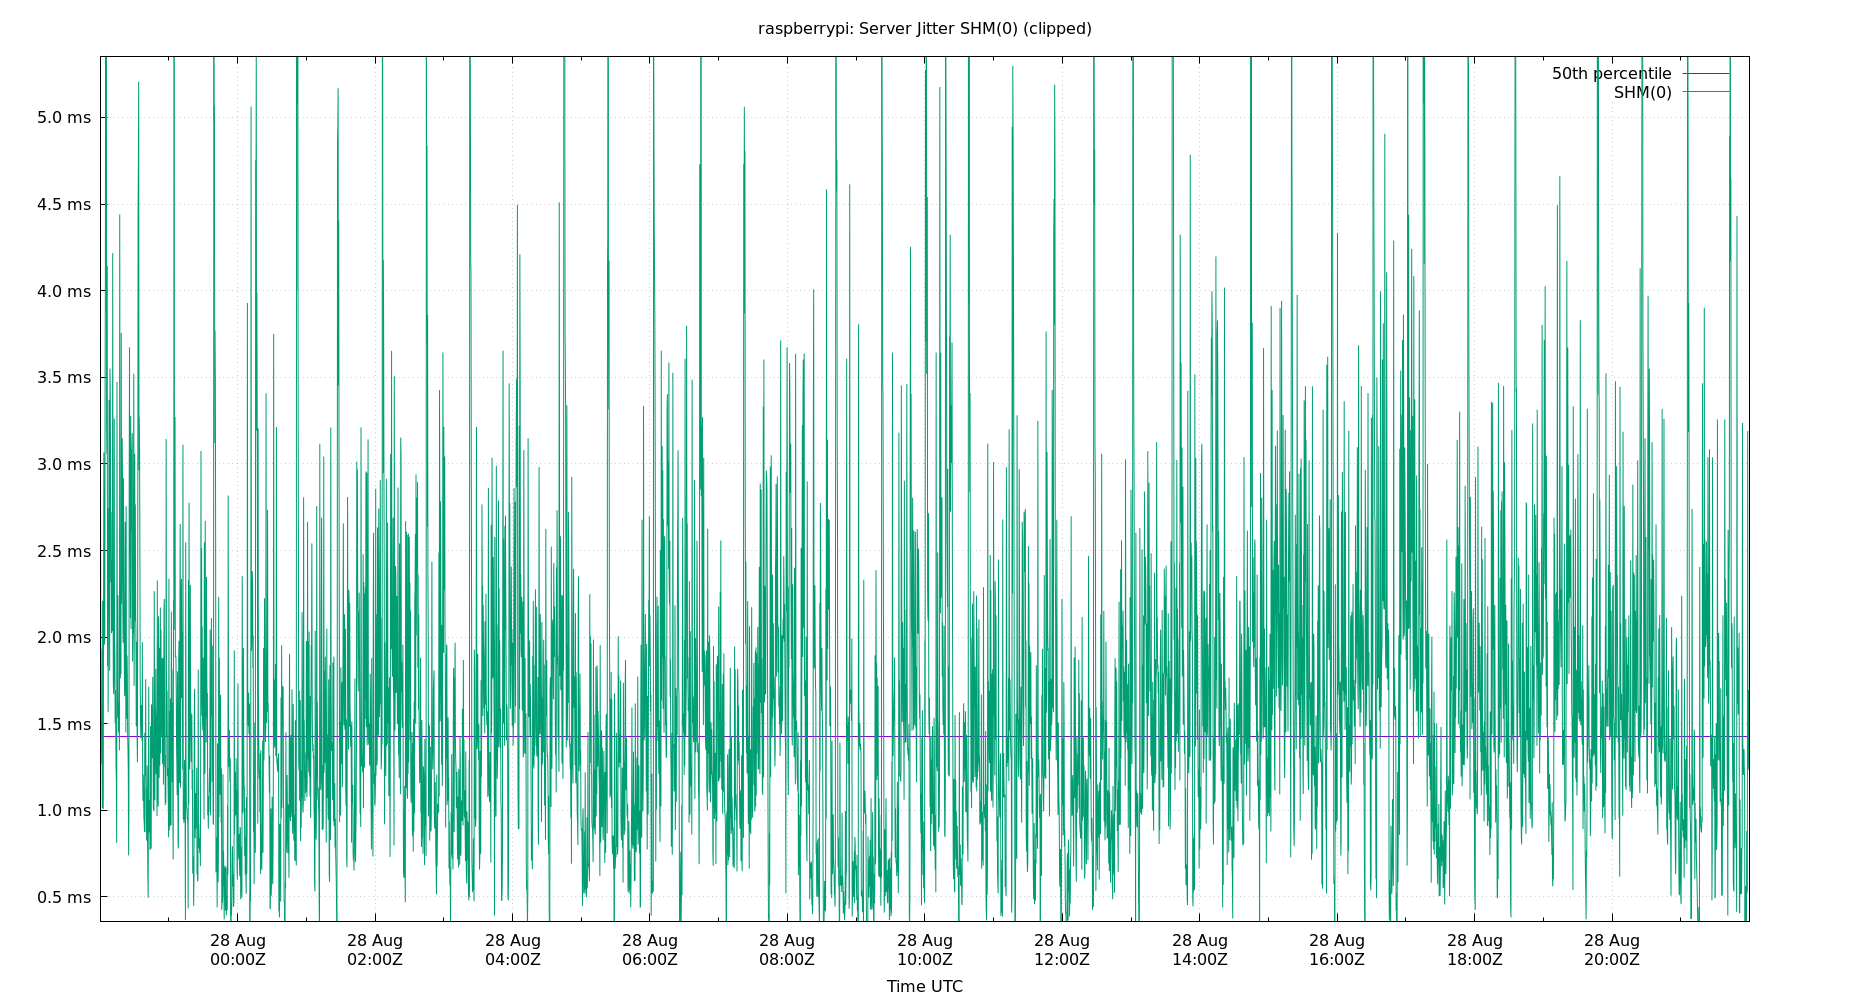 raspberrypi: Server Jitter SHM(0) (clipped)
50th percentile
SHM(0)
5.0 ms
4.5 ms
4.0 ms
3.5 ms
3.0 ms
2.5 ms
2.0 ms
1.5 ms
1.0 ms
0.5 ms
28 Aug 28 Aug 28 Aug 28 Aug 28 Aug 28 Aug 28 Aug 28 Aug 28 Aug 28 Aug 28 Aug
00:00Z 02:00Z 04:00Z 06:00Z 08:00Z 10:00Z 12:00Z 14:00Z 16:00Z 18:00Z 20:00Z
Time UTC